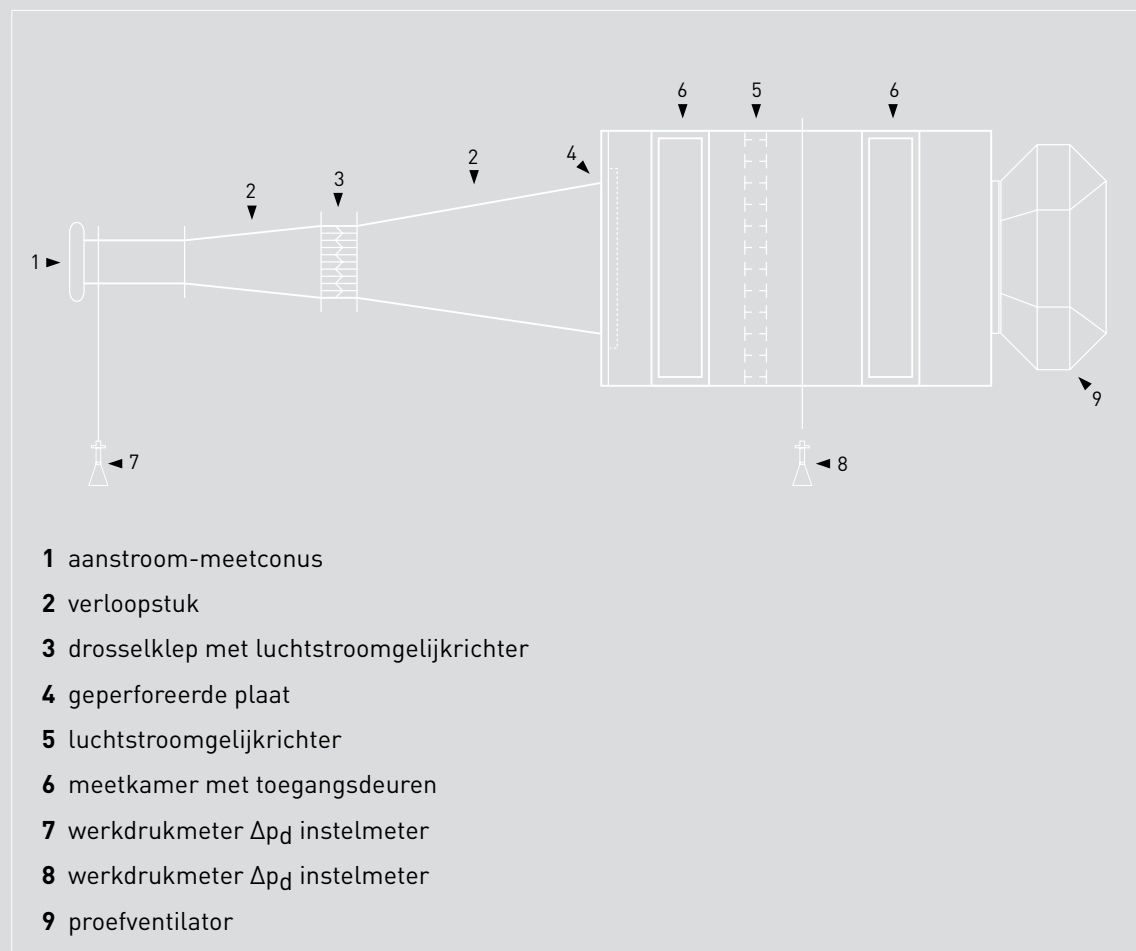 6 5 6
4
2
3
2
1
9
7
8
1 aanstroom-meetconus
2 verloopstuk
3 drosselklep met luchtstroomgelijkrichter
4 geperforeerde plaat
5 luchtstroomgelijkrichter
6 meetkamer met toegangsdeuren
7 werkdrukmeter Δpd instelmeter
8 werkdrukmeter Δpd instelmeter
9 proefventilator